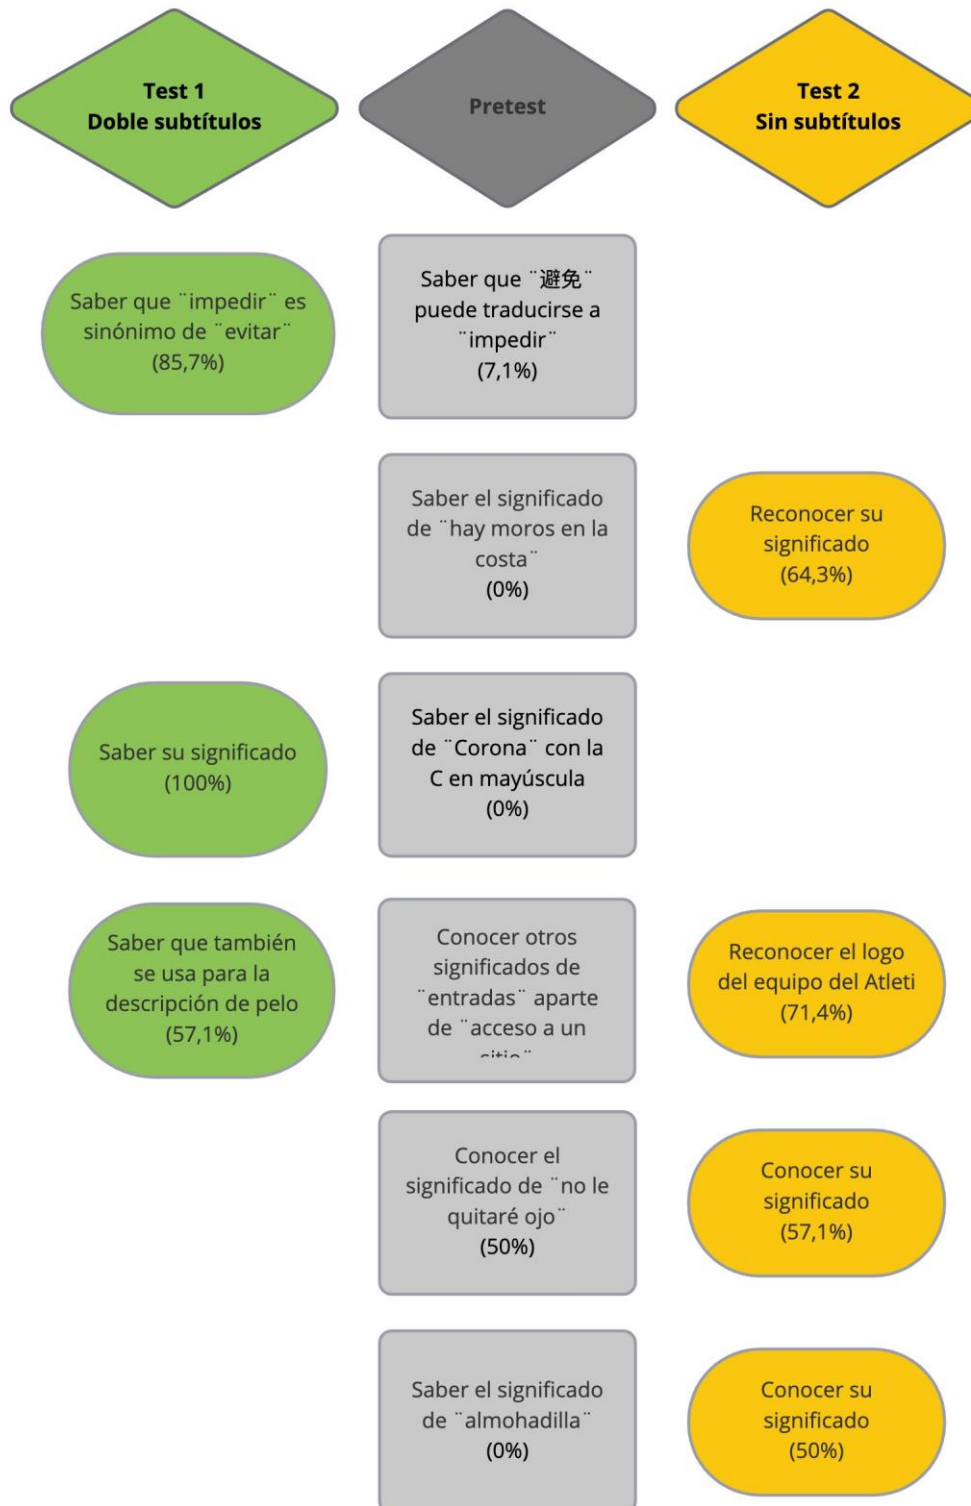 Test 1
Doble subtítulos
Pretest
Test 2
Sin subtítulos
Saber que ¨impedir¨ es
sinónimo de ¨evitar¨
(85,7%)
Saber que ¨避免¨
puede traducirse a
¨impedir¨
(7,1%)
Saber el significado
de ¨hay moros en la
costa¨
(0%)
Reconocer su
significado
(64,3%)
Saber su significado
(100%)
Saber el significado
de ¨Corona¨ con la
C en mayúscula
(0%)
Saber que también
se usa para la
descripción de pelo
(57,1%)
Conocer otros
significados de
¨entradas¨ aparte
de ¨acceso a un
sitio¨
Reconocer el logo
del equipo del Atleti
(71,4%)
Conocer el
significado de ¨no le
quitaré ojo¨
(50%)
Conocer su
significado
(57,1%)
Saber el significado
de ¨almohadilla¨
(0%)
Conocer su
significado
(50%)